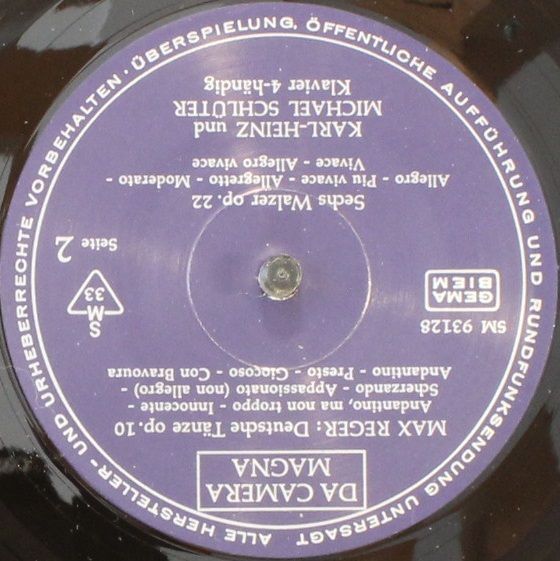 DA CAMERA
MAGNA
MAX REGER: Deutsche Tänze op. 10
Andantino, ma non troppo - Innocente -
Scherzando - Appassionato (non allegro) -
Andantino - Presto - Giocoso - Con Bravoura
SM 93128
GEMA
BIEM
S
M
33
Seite 2
Sechs Walzer op. 22
Allegro - Piu vivace - Allegretto - Moderato -
Vivace - Allegro vivace
KARL-HEINZ und
MICHAEL SCHLÜTER
Klavier 4-händig
ALLE HERSTELLER- UND URHEBERRECHTE VORBEHALTEN · ÜBERSPIELUNG, ÖFFENTLICHE AUFFÜHRUNG UND RUNDFUNKSENDUNG UNTERSAGT ·